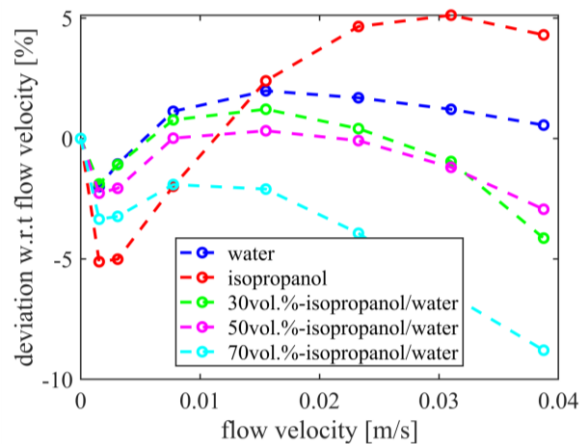 5
0
-5
-10
deviation w.r.t flow velocity [%]
water
isopropanol
30vol.%-isopropanol/water
50vol.%-isopropanol/water
70vol.%-isopropanol/water
0
0.01
0.02
0.03
0.04
flow velocity [m/s]